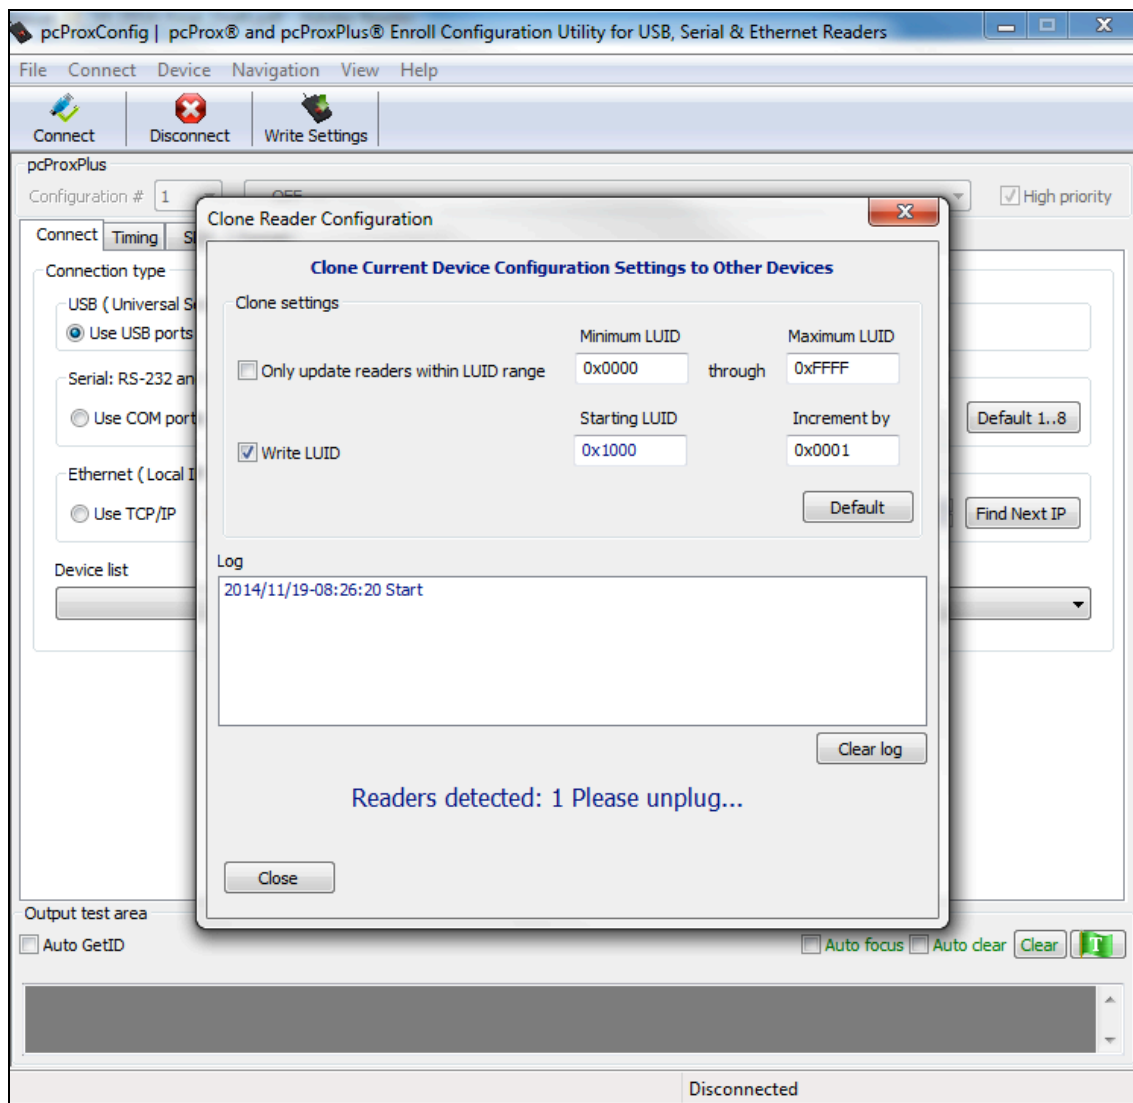 pcProxConfig | pcProx® and pcProxPlus® Enroll Configuration Utility for USB, Serial & Ethernet Readers
File Connect Device Navigation View Help
Connect Disconnect Write Settings
pcProxPlus
Configuration # 1 High priority
Clone Reader Configuration
Connect Timing
Clone Current Device Configuration Settings to Other Devices
Connection type
Clone settings
USB ( Universal
Use USB ports
Minimum LUID Maximum LUID
Only update readers within LUID range 0x0000 through 0xFFFF
Serial: RS-232
Use COM port Default 1..8
Starting LUID Increment by
Write LUID 0x1000 0x0001
Ethernet ( Local
Use TCP/IP Find Next IP
Default
Device list
Log
2014/11/19-08:26:20 Start
Clear log
Readers detected: 1 Please unplug...
Close
Output test area
Auto GetID Auto focus Auto clear Clear T
Disconnected